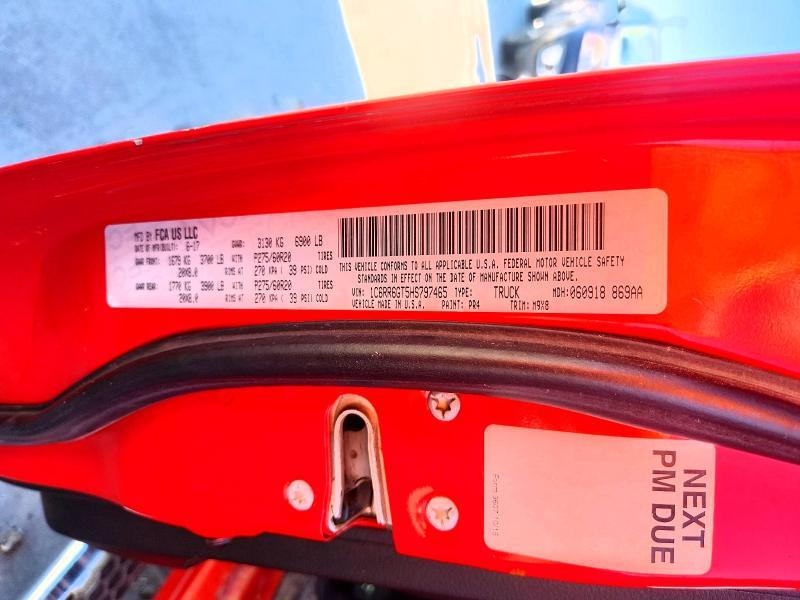 MFD BY FCA US LLC
DATE OF MFR(BUILT): 6-17 GVWR: 3130 KG 6900 LB
GAWR FRONT: 1679 KG 3700 LB WITH P275/60R20 TIRES
20X8.0 RIMS AT 270 KPA ( 39 PSI) COLD
GAWR REAR: 1770 KG 3900 LB WITH P275/60R20 TIRES
20X8.0 RIMS AT 270 KPA ( 39 PSI) COLD
THIS VEHICLE CONFORMS TO ALL APPLICABLE U.S.A. FEDERAL MOTOR VEHICLE SAFETY
STANDARDS IN EFFECT ON THE DATE OF MANUFACTURE SHOWN ABOVE.
VIN: 1C6RR6GT5HS797465 TYPE: TRUCK MDH: 060918 869AA
VEHICLE MADE IN U.S.A. PAINT: PR4 TRIM: M9X8
NEXT
PM DUE